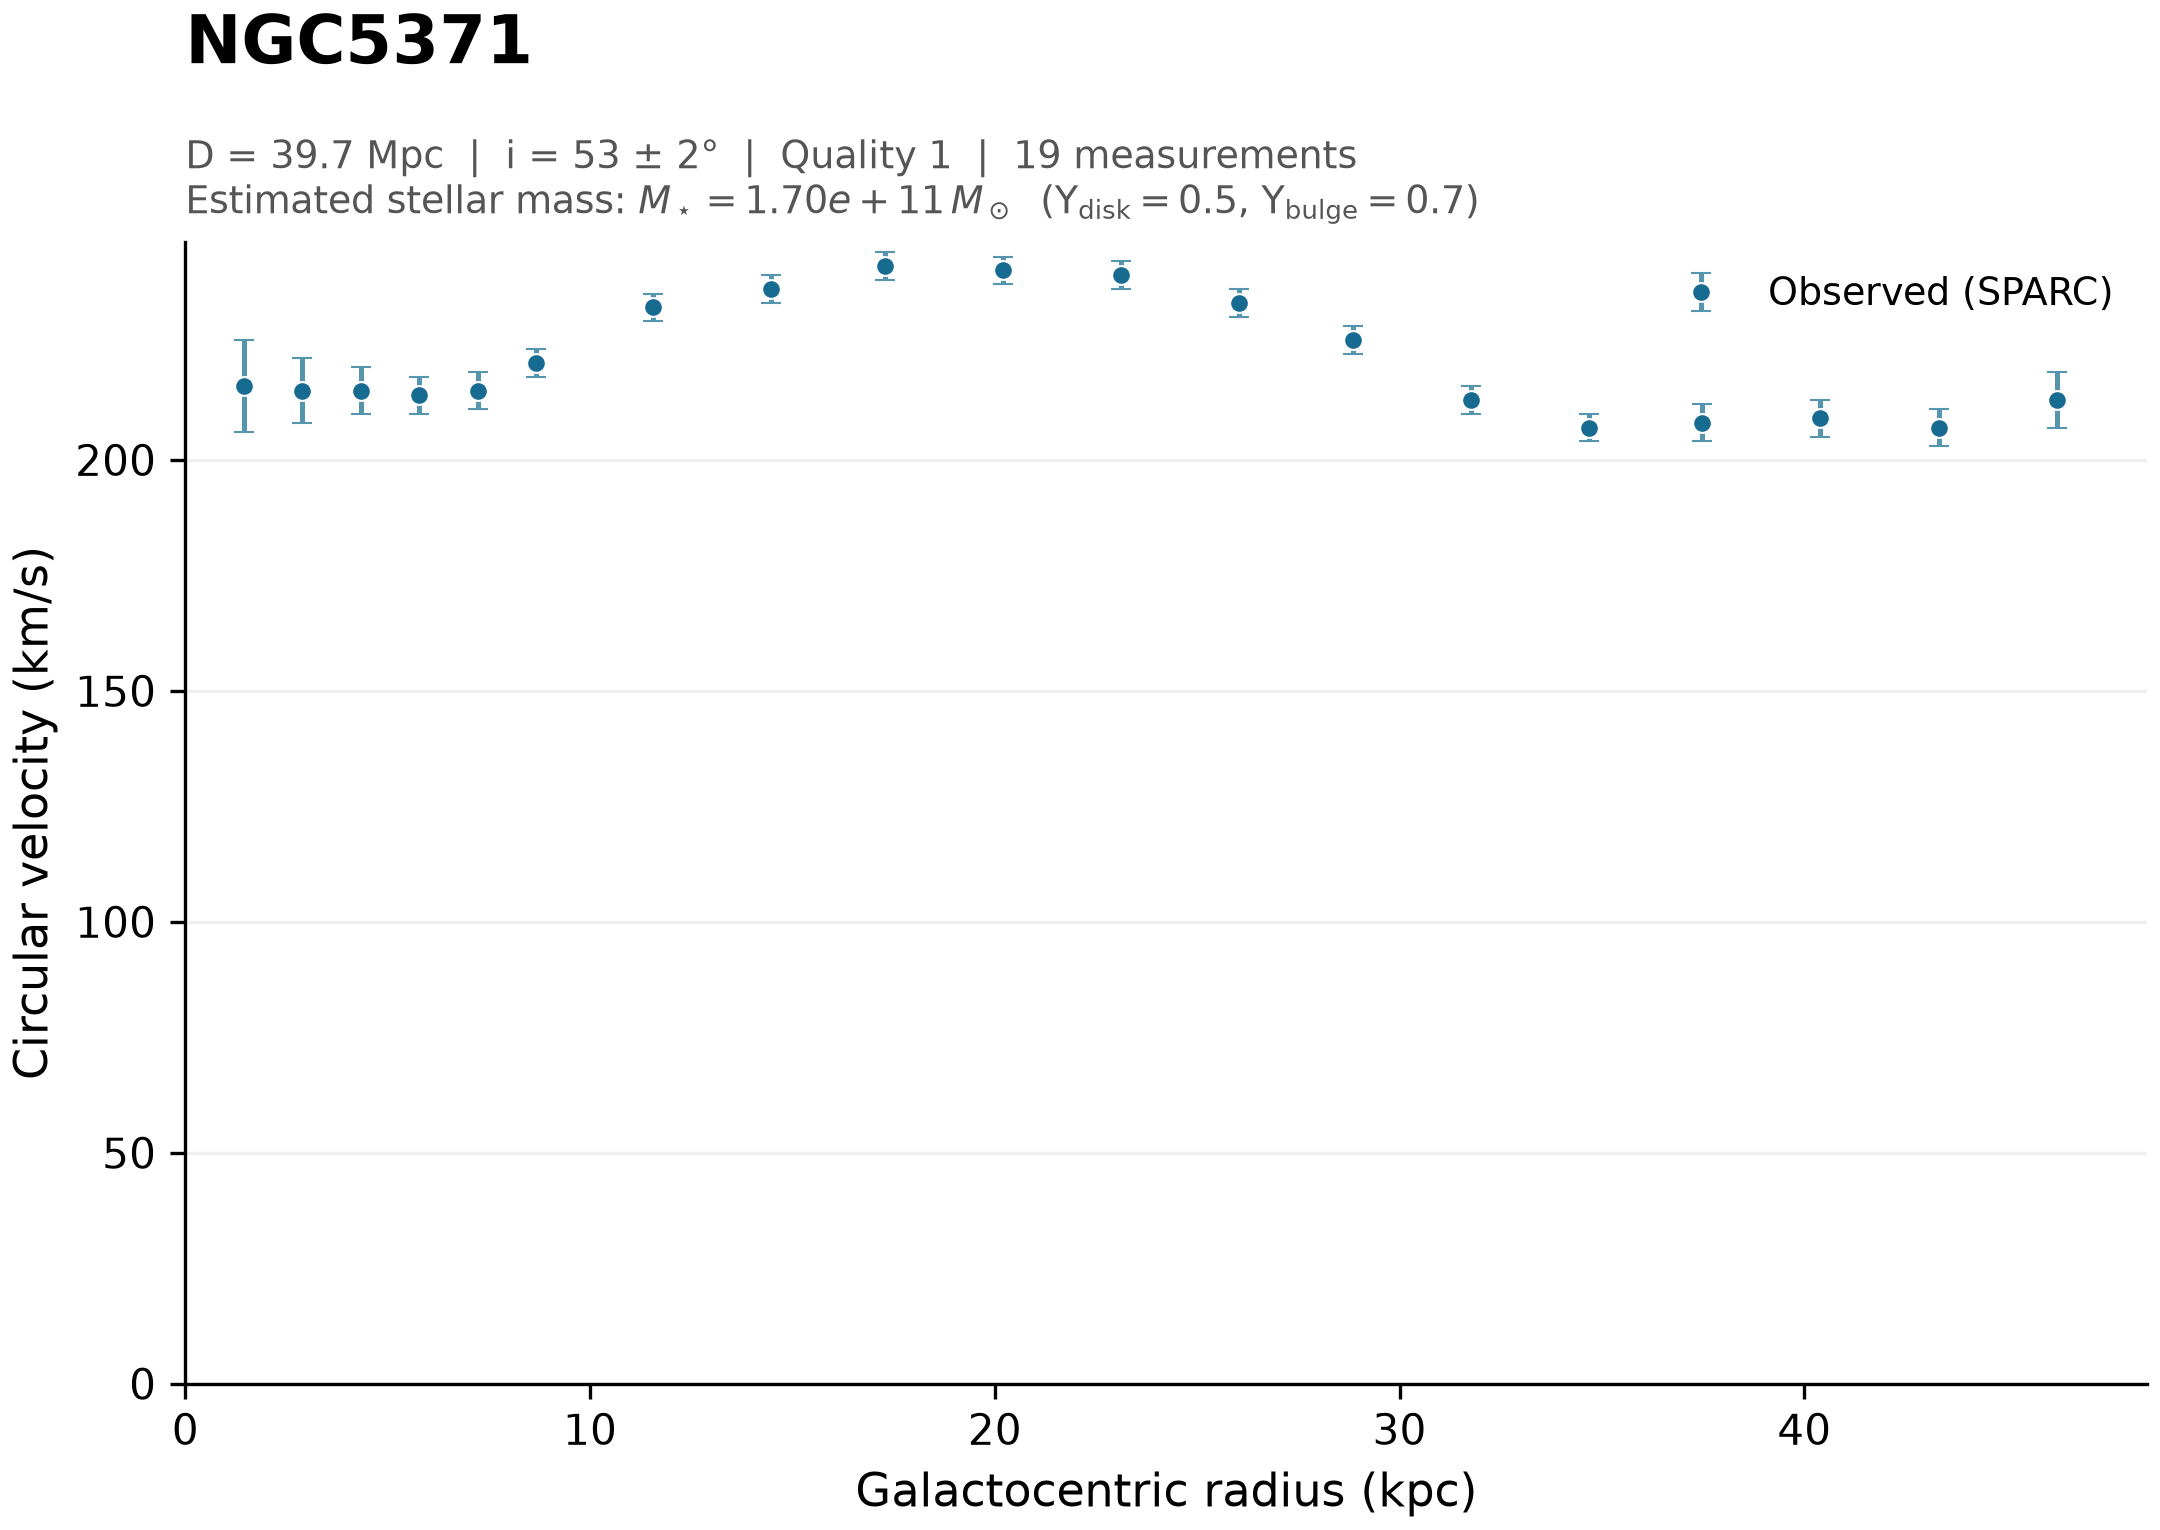 NGC5371
D = 39.7 Mpc | i = 53 ± 2° | Quality 1 | 19 measurements
Estimated stellar mass: M⋆ = 1.70e + 11 M⊙ (Υdisk = 0.5, Υbulge = 0.7)
Observed (SPARC)
Circular velocity (km/s)
200
150
100
50
0
0 10 20 30 40
Galactocentric radius (kpc)